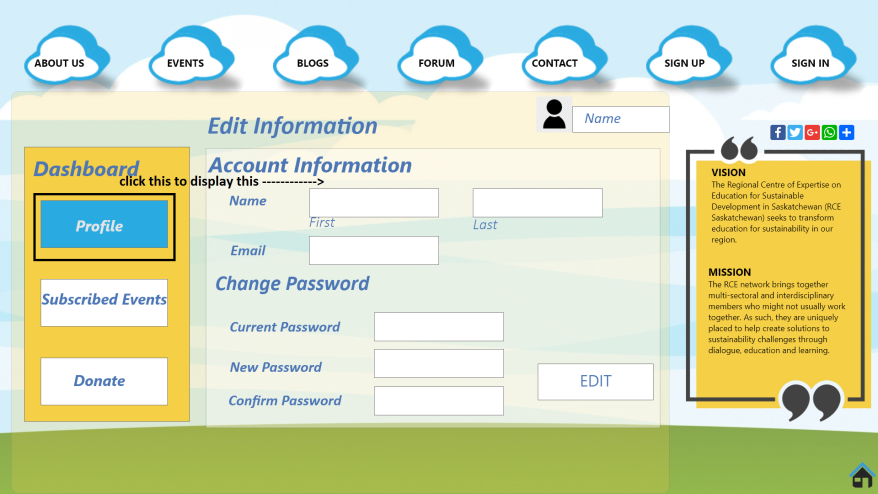 ABOUT US
EVENTS
BLOGS
FORUM
CONTACT
SIGN UP
SIGN IN
Edit Information
Name
Dashboard
click this to display this ------------>
Profile
Subscribed Events
Donate
Account Information
Name
First
Last
Email
Change Password
Current Password
New Password
Confirm Password
EDIT
VISION
The Regional Centre of Expertise on
Education for Sustainable
Development in Saskatchewan (RCE
Saskatchewan) seeks to transform
education for sustainability in our
region.
MISSION
The RCE network brings together
multi-sectoral and interdisciplinary
members who might not usually work
together. As such, they are uniquely
placed to help create solutions to
sustainability challenges through
dialogue, education and learning.